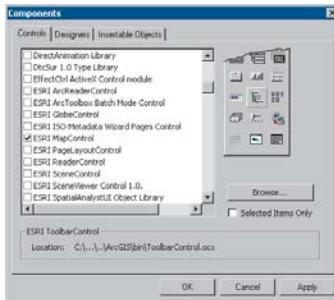 Components
Controls
Designers
Insertable Objects
DirectAnimation Library
DtcSur 1.0 Type Library
EffectCtrl ActiveX Control module
ESRI ArcReaderControl
ESRI ArcToolbox Batch Mode Control
ESRI GlobeControl
ESRI ISO Metadata Wizard Pages Control
ESRI MapControl
ESRI PageLayoutControl
ESRI ReaderControl
ESRI SceneControl
ESRI SceneViewer Control 1.0.
ESRI SpatialAnalystUI Object Library
Browse...
Selected Items Only
ESRI ToolbarControl
Location: C:\...\...\ArcGIS\bin\ToolbarControl.ocx
OK
Cancel
Apply